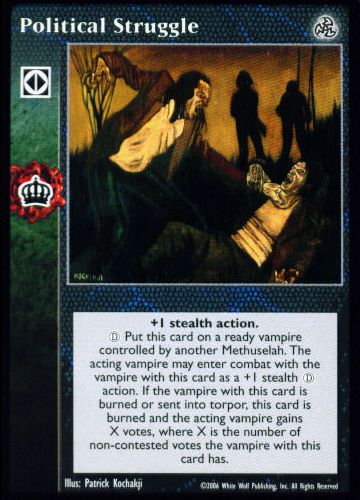 Political Struggle
KOCHAKJI
+1 stealth action.
Ⓓ Put this card on a ready vampire
controlled by another Methuselah. The
acting vampire may enter combat with the
vampire with this card as a +1 stealth Ⓓ
action. If the vampire with this card is
burned or sent into torpor, this card is
burned and the acting vampire gains
X votes, where X is the number of
non-contested votes the vampire with this
card has.
Illus: Patrick Kochakji
©2006 White Wolf Publishing, Inc. All Rights Reserved